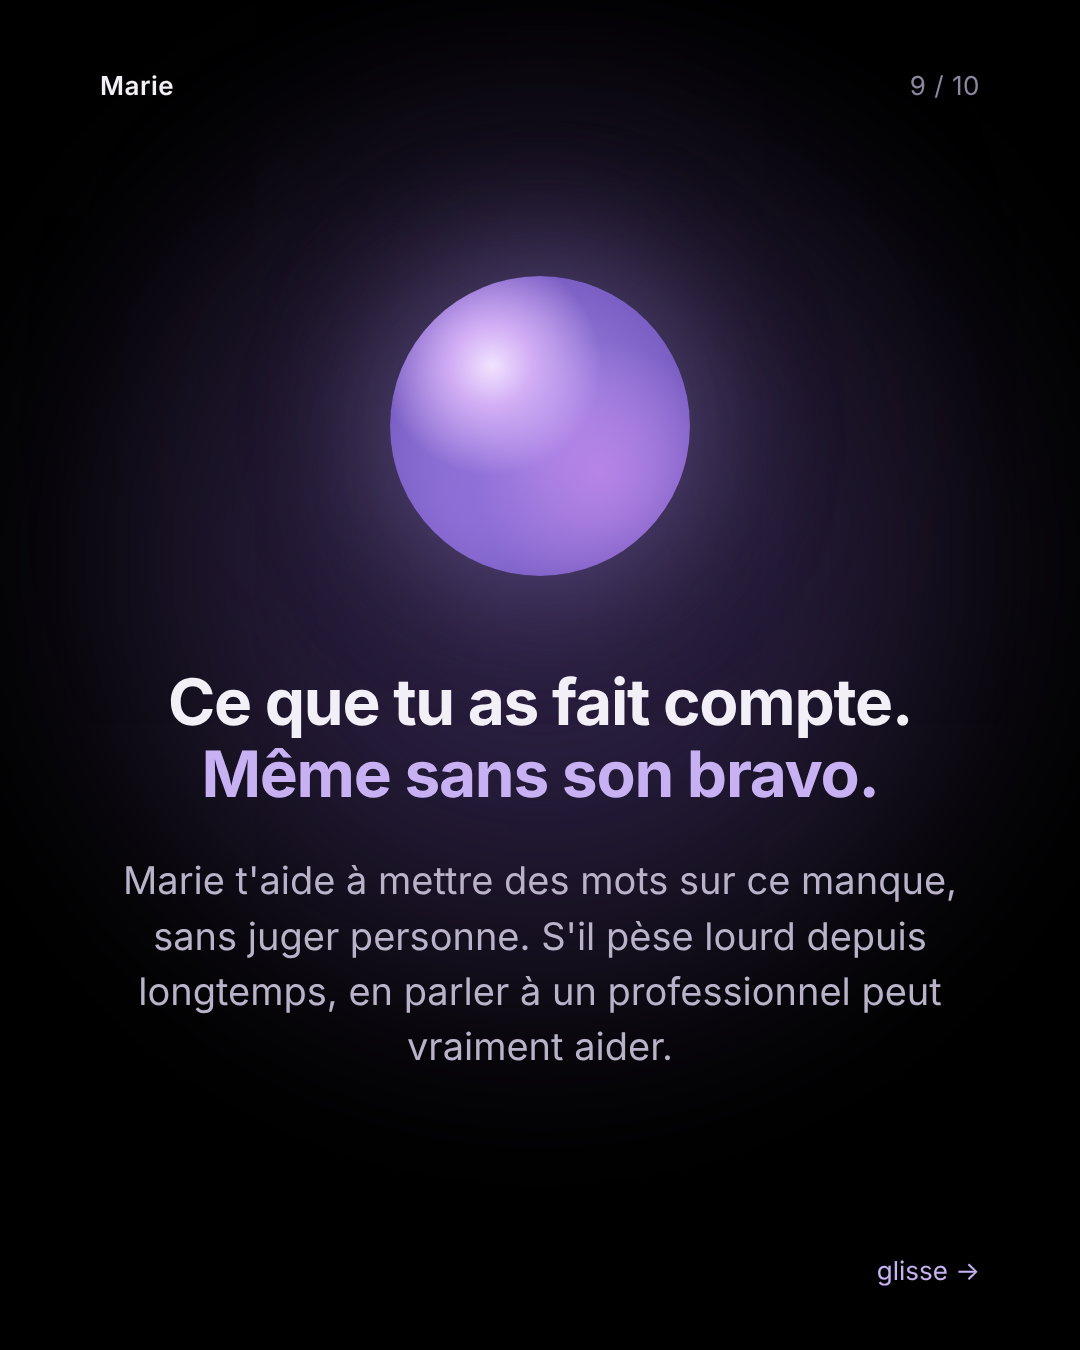 Marie
9 / 10
Ce que tu as fait compte.
Même sans son bravo.
Marie t'aide à mettre des mots sur ce manque,
sans juger personne. S'il pèse lourd depuis
longtemps, en parler à un professionnel peut
vraiment aider.
glisse →